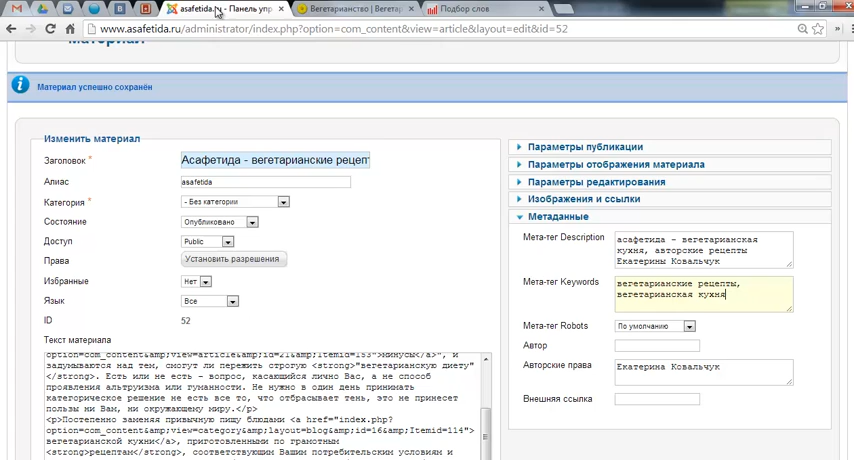 asafetida.ru - Панель упр
Вегетарианство | Вегета
Подбор слов
www.asafetida.ru/administrator/index.php?option=com_content&view=article&layout=edit&id=52
Материал
Материал успешно сохранён
Изменить материал
Заголовок *
Асафетида - вегетарианские рецепт
Алиас
asafetida
Категория *
- Без категории
Состояние
Опубликовано
Доступ
Public
Права
Установить разрешения
Избранные
Нет
Язык
Все
ID
52
Текст материала
option=com_content&amp;view=article&amp;id=21&amp;Itemid=153">минусы</a>", и
задумываются над тем, смогут ли пережить строгую <strong>"вегетарианскую диету"
</strong>. Есть или не есть - вопрос, касающийся лично Вас, а не способ
проявления альтруизма или гуманности. Не нужно в один день принимать
категорическое решение не есть все то, что отбрасывает тень, это не принесет
пользы ни Вам, ни окружающему миру.</p>
<p>Постепенно заменяя привычную пищу блюдами <a href="index.php?
option=com_content&amp;view=category&amp;layout=blog&amp;id=16&amp;Itemid=114">
вегетарианской кухни</a>, приготовленными по грамотным
<strong>рецептам</strong>, соответствующим Вашим потребительским условиям и
Параметры публикации
Параметры отображения материала
Параметры редактирования
Изображения и ссылки
Метаданные
Мета-тег Description
асафетида - вегетарианская
кухня, авторские рецепты
Екатерины Ковальчук
Мета-тег Keywords
вегетарианские рецепты,
вегетарианская кухня
Мета-тег Robots
По умолчанию
Автор
Авторские права
Екатерина Ковальчук
Внешняя ссылка